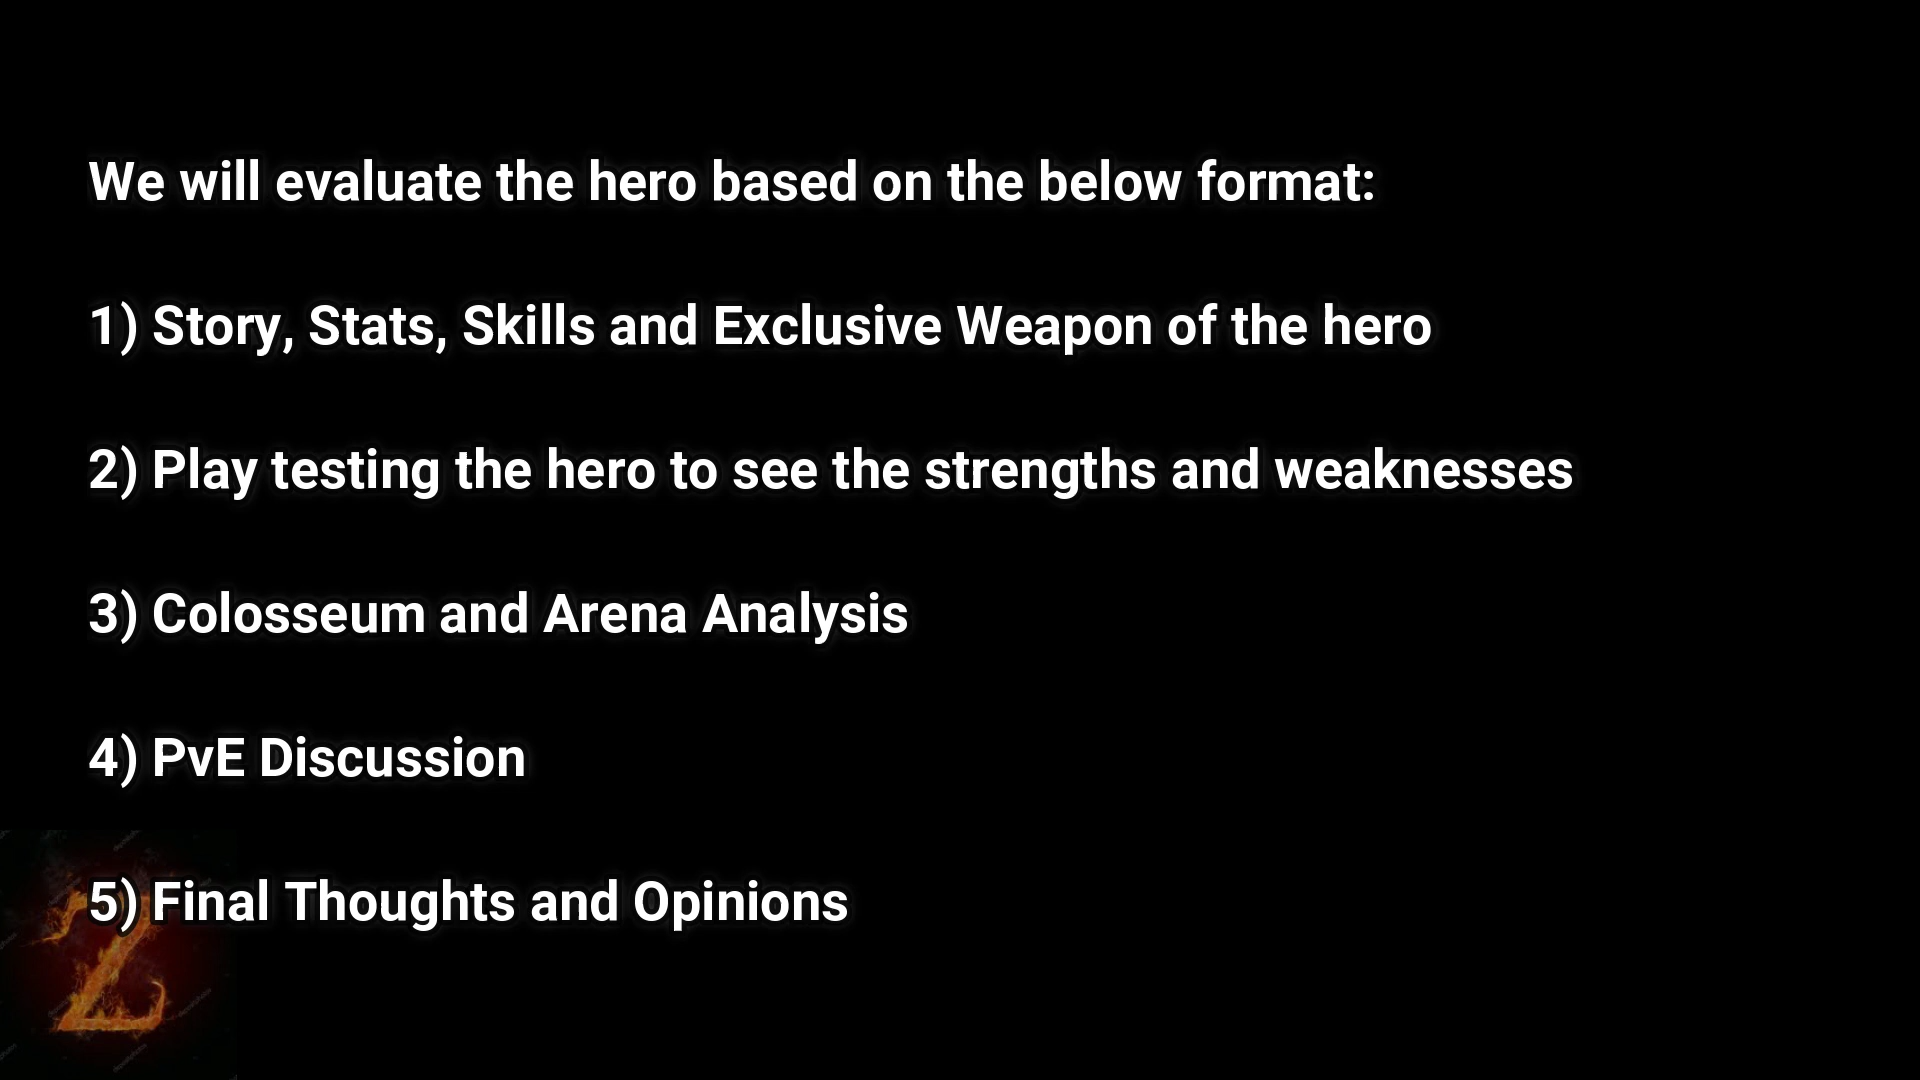 We will evaluate the hero based on the below format:
1) Story, Stats, Skills and Exclusive Weapon of the hero
2) Play testing the hero to see the strengths and weaknesses
3) Colosseum and Arena Analysis
4) PvE Discussion
5) Final Thoughts and Opinions
Z